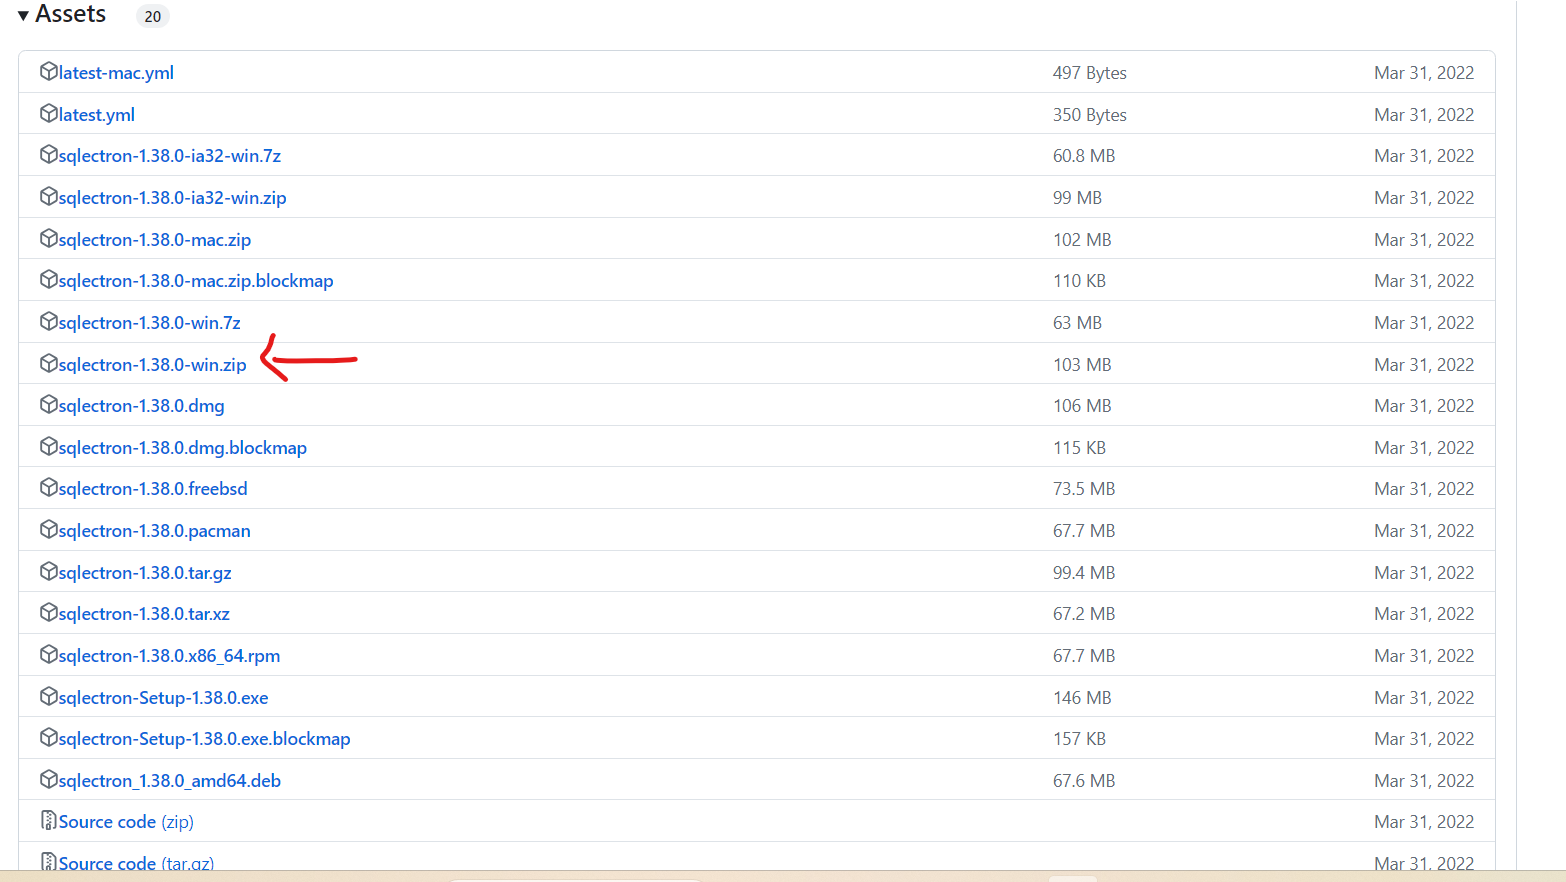 Assets 20
latest-mac.yml 497 Bytes Mar 31, 2022
latest.yml 350 Bytes Mar 31, 2022
sqlectron-1.38.0-ia32-win.7z 60.8 MB Mar 31, 2022
sqlectron-1.38.0-ia32-win.zip 99 MB Mar 31, 2022
sqlectron-1.38.0-mac.zip 102 MB Mar 31, 2022
sqlectron-1.38.0-mac.zip.blockmap 110 KB Mar 31, 2022
sqlectron-1.38.0-win.7z 63 MB Mar 31, 2022
sqlectron-1.38.0-win.zip 103 MB Mar 31, 2022
sqlectron-1.38.0.dmg 106 MB Mar 31, 2022
sqlectron-1.38.0.dmg.blockmap 115 KB Mar 31, 2022
sqlectron-1.38.0.freebsd 73.5 MB Mar 31, 2022
sqlectron-1.38.0.pacman 67.7 MB Mar 31, 2022
sqlectron-1.38.0.tar.gz 99.4 MB Mar 31, 2022
sqlectron-1.38.0.tar.xz 67.2 MB Mar 31, 2022
sqlectron-1.38.0.x86_64.rpm 67.7 MB Mar 31, 2022
sqlectron-Setup-1.38.0.exe 146 MB Mar 31, 2022
sqlectron-Setup-1.38.0.exe.blockmap 157 KB Mar 31, 2022
sqlectron_1.38.0_amd64.deb 67.6 MB Mar 31, 2022
Source code (zip) Mar 31, 2022
Source code (tar.gz) Mar 31, 2022